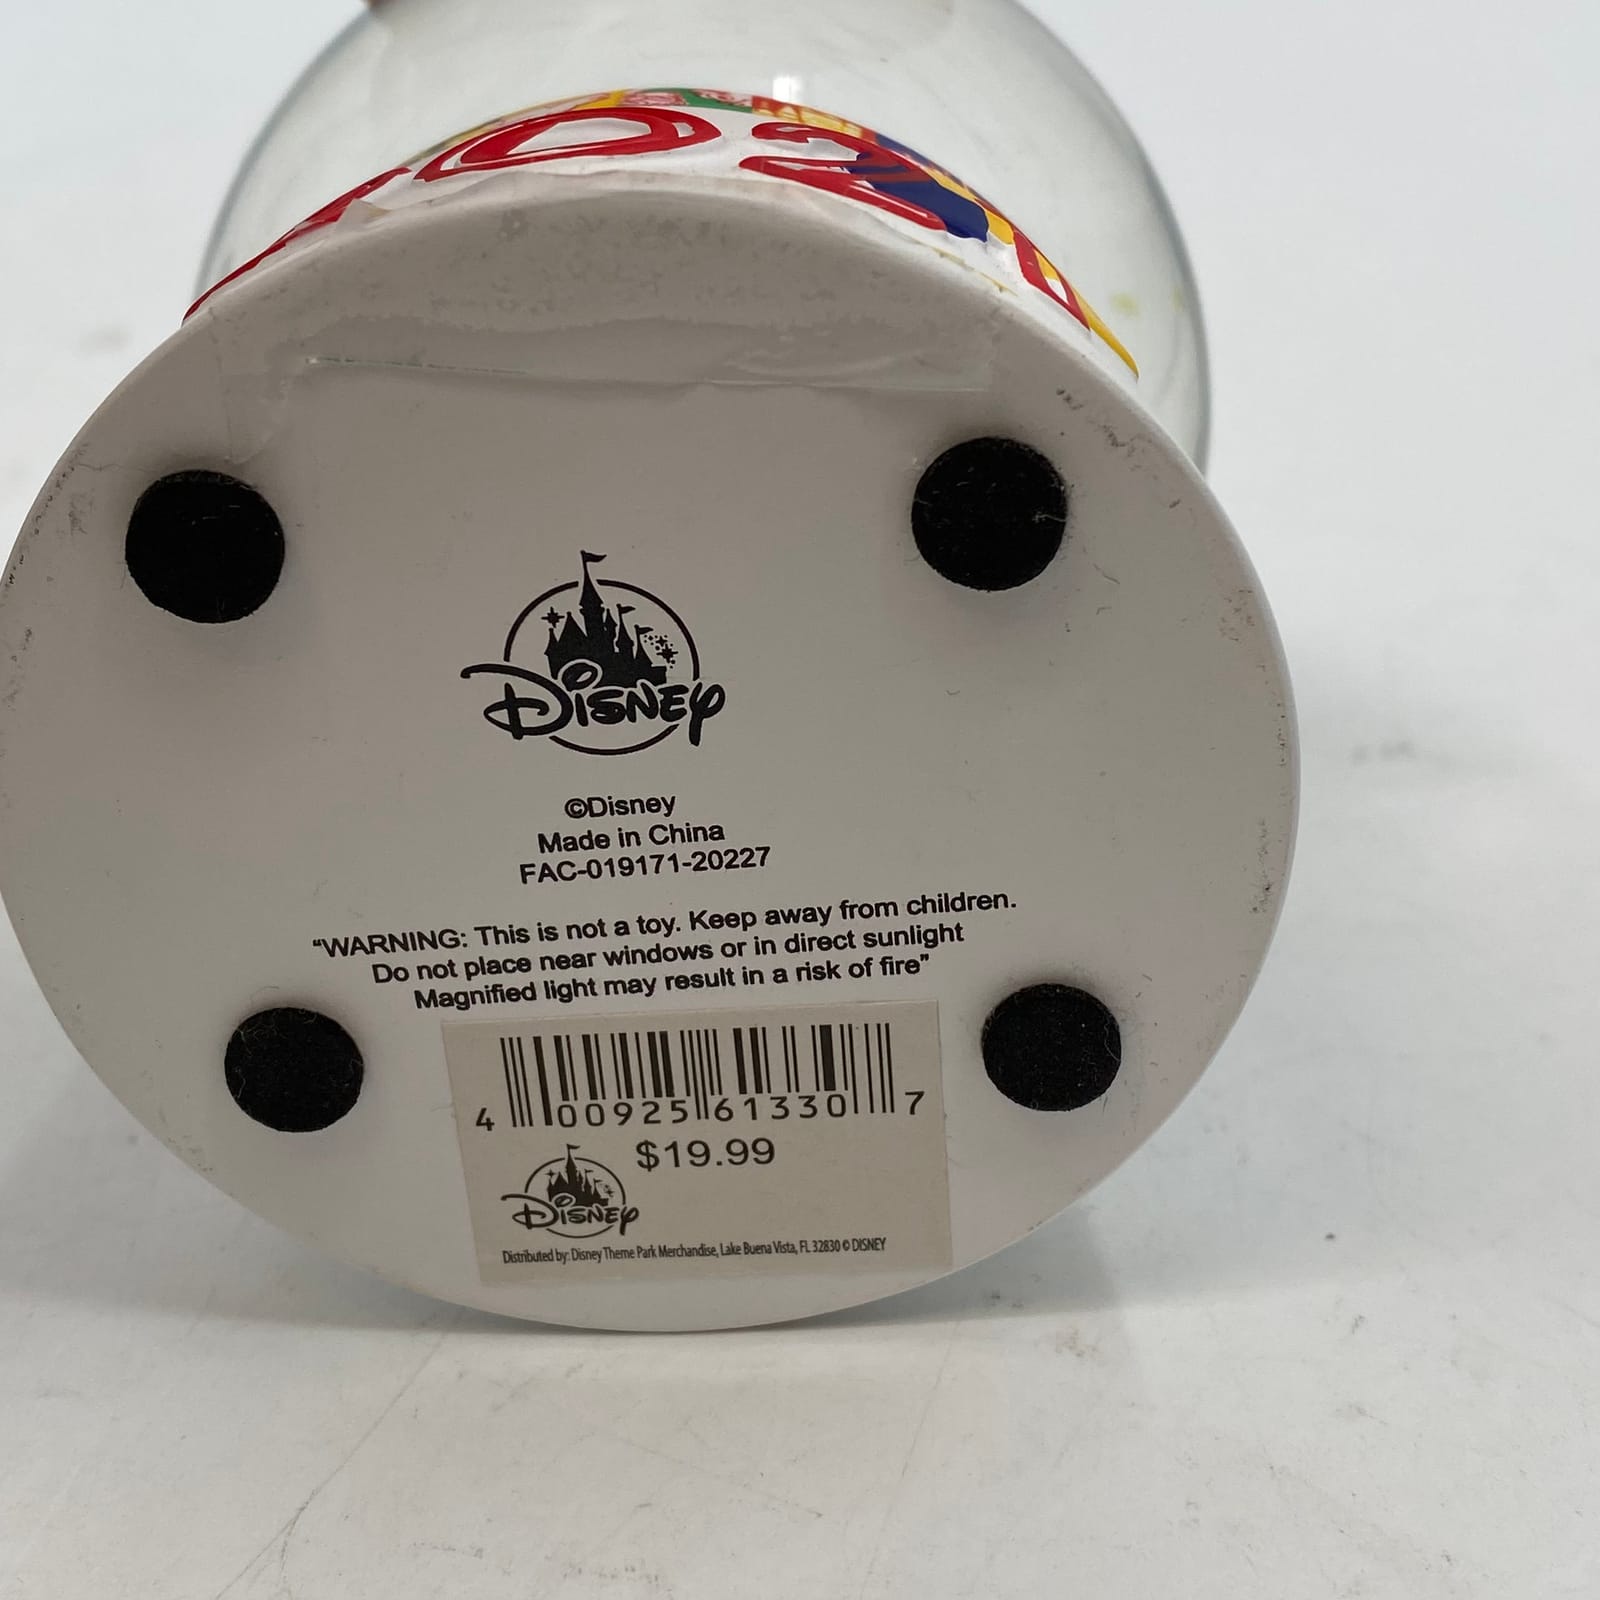 2021
Disney
©Disney
Made in China
FAC-019171-20227
"WARNING: This is not a toy. Keep away from children.
Do not place near windows or in direct sunlight
Magnified light may result in a risk of fire"
4 00925 61330 7
$19.99
Disney
Distributed by: Disney Theme Park Merchandise, Lake Buena Vista, FL 32830 © DISNEY